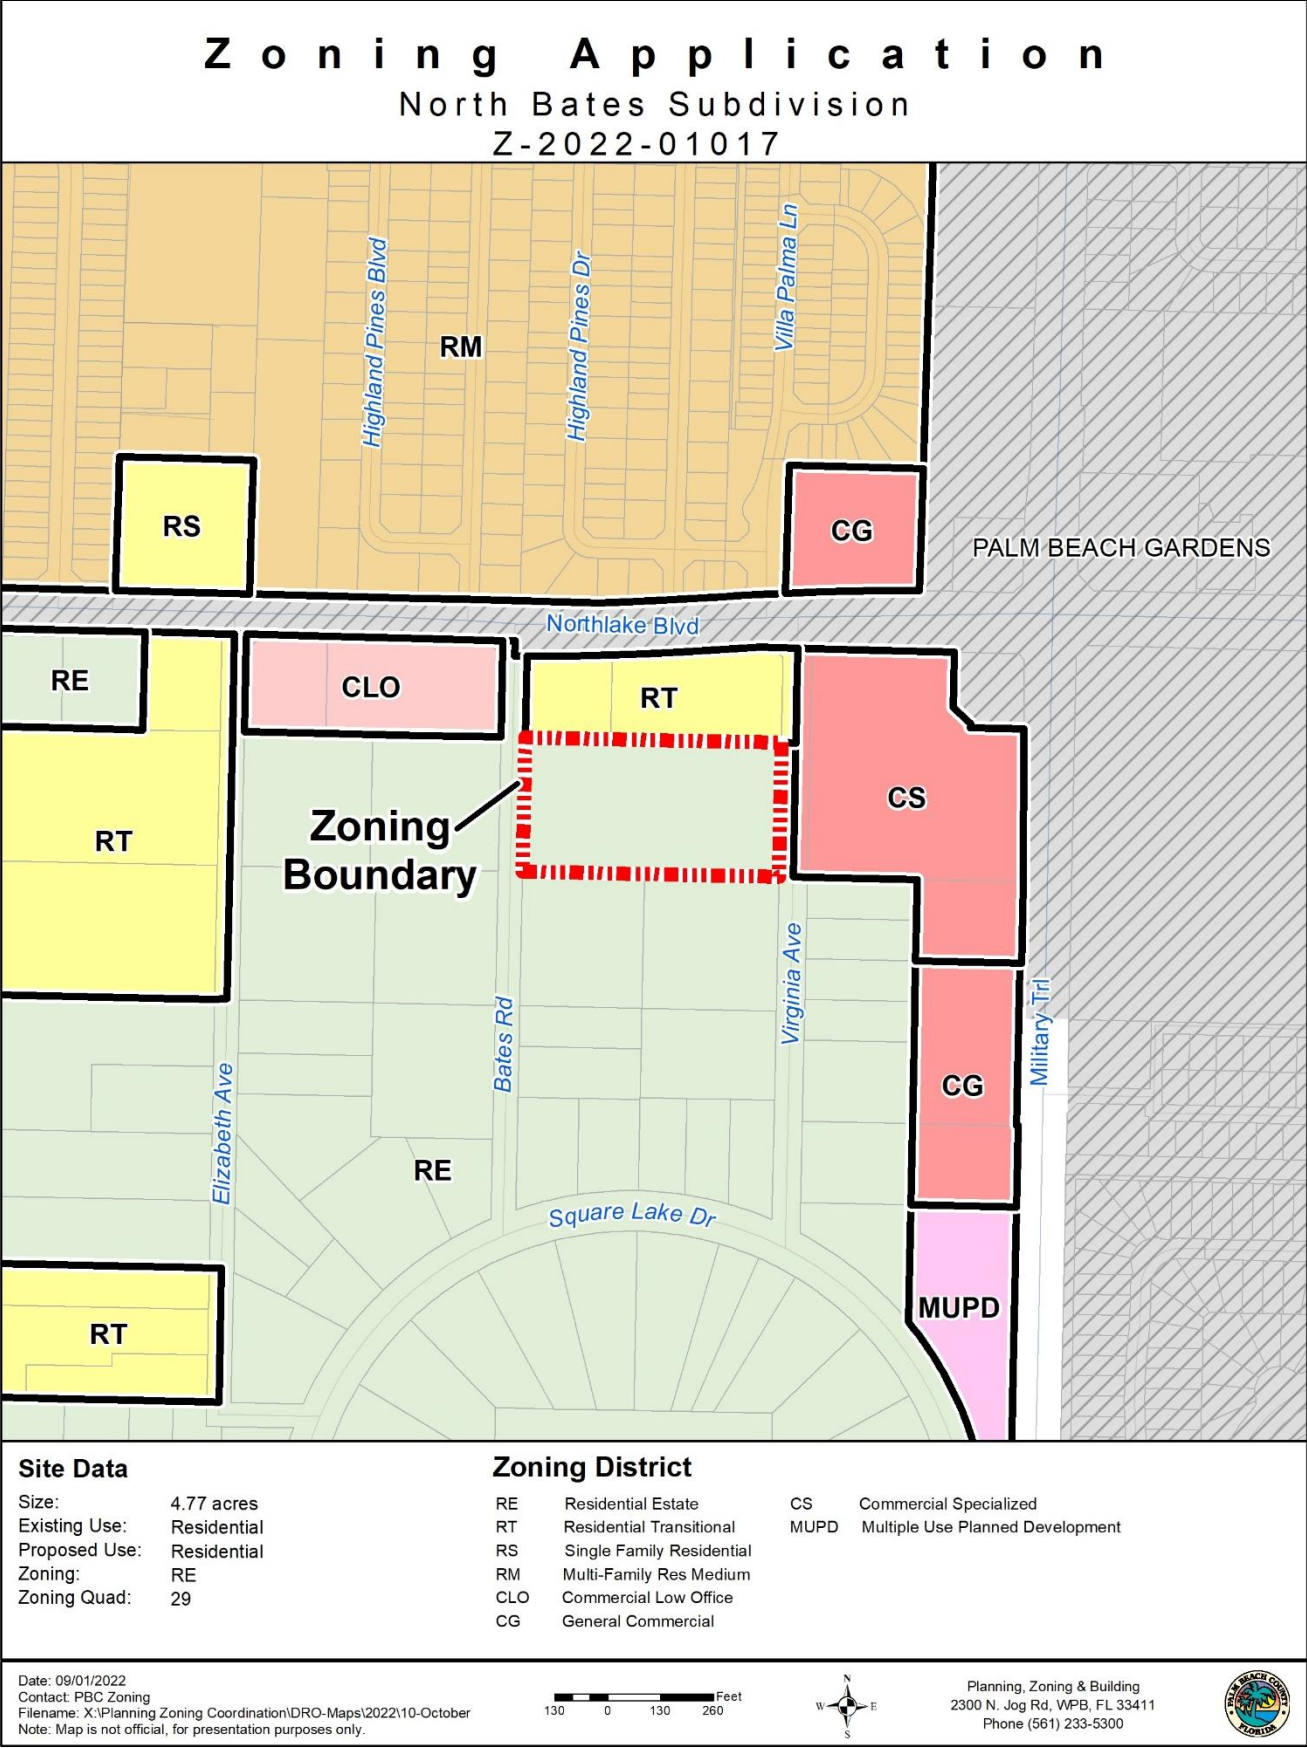 Zoning Application
North Bates Subdivision
Z-2022-01017
Highland Pines Blvd
Highland Pines Dr
Villa Palma Ln
RM
RS
CG
PALM BEACH GARDENS
Northlake Blvd
RE
CLO
RT
CS
RT
Zoning
Boundary
Virginia Ave
Bates Rd
Military Trl
Elizabeth Ave
CG
RE
Square Lake Dr
MUPD
RT
Site Data
Size: 4.77 acres
Existing Use: Residential
Proposed Use: Residential
Zoning: RE
Zoning Quad: 29
Zoning District
RE Residential Estate
RT Residential Transitional
RS Single Family Residential
RM Multi-Family Res Medium
CLO Commercial Low Office
CG General Commercial
CS Commercial Specialized
MUPD Multiple Use Planned Development
Date: 09/01/2022
Contact: PBC Zoning
Filename: X:\Planning Zoning Coordination\DRO-Maps\2022\10-October
Note: Map is not official, for presentation purposes only.
Feet
130 0 130 260
N
W E
S
Planning, Zoning & Building
2300 N. Jog Rd, WPB, FL 33411
Phone (561) 233-5300
PALM BEACH COUNTY
FLORIDA